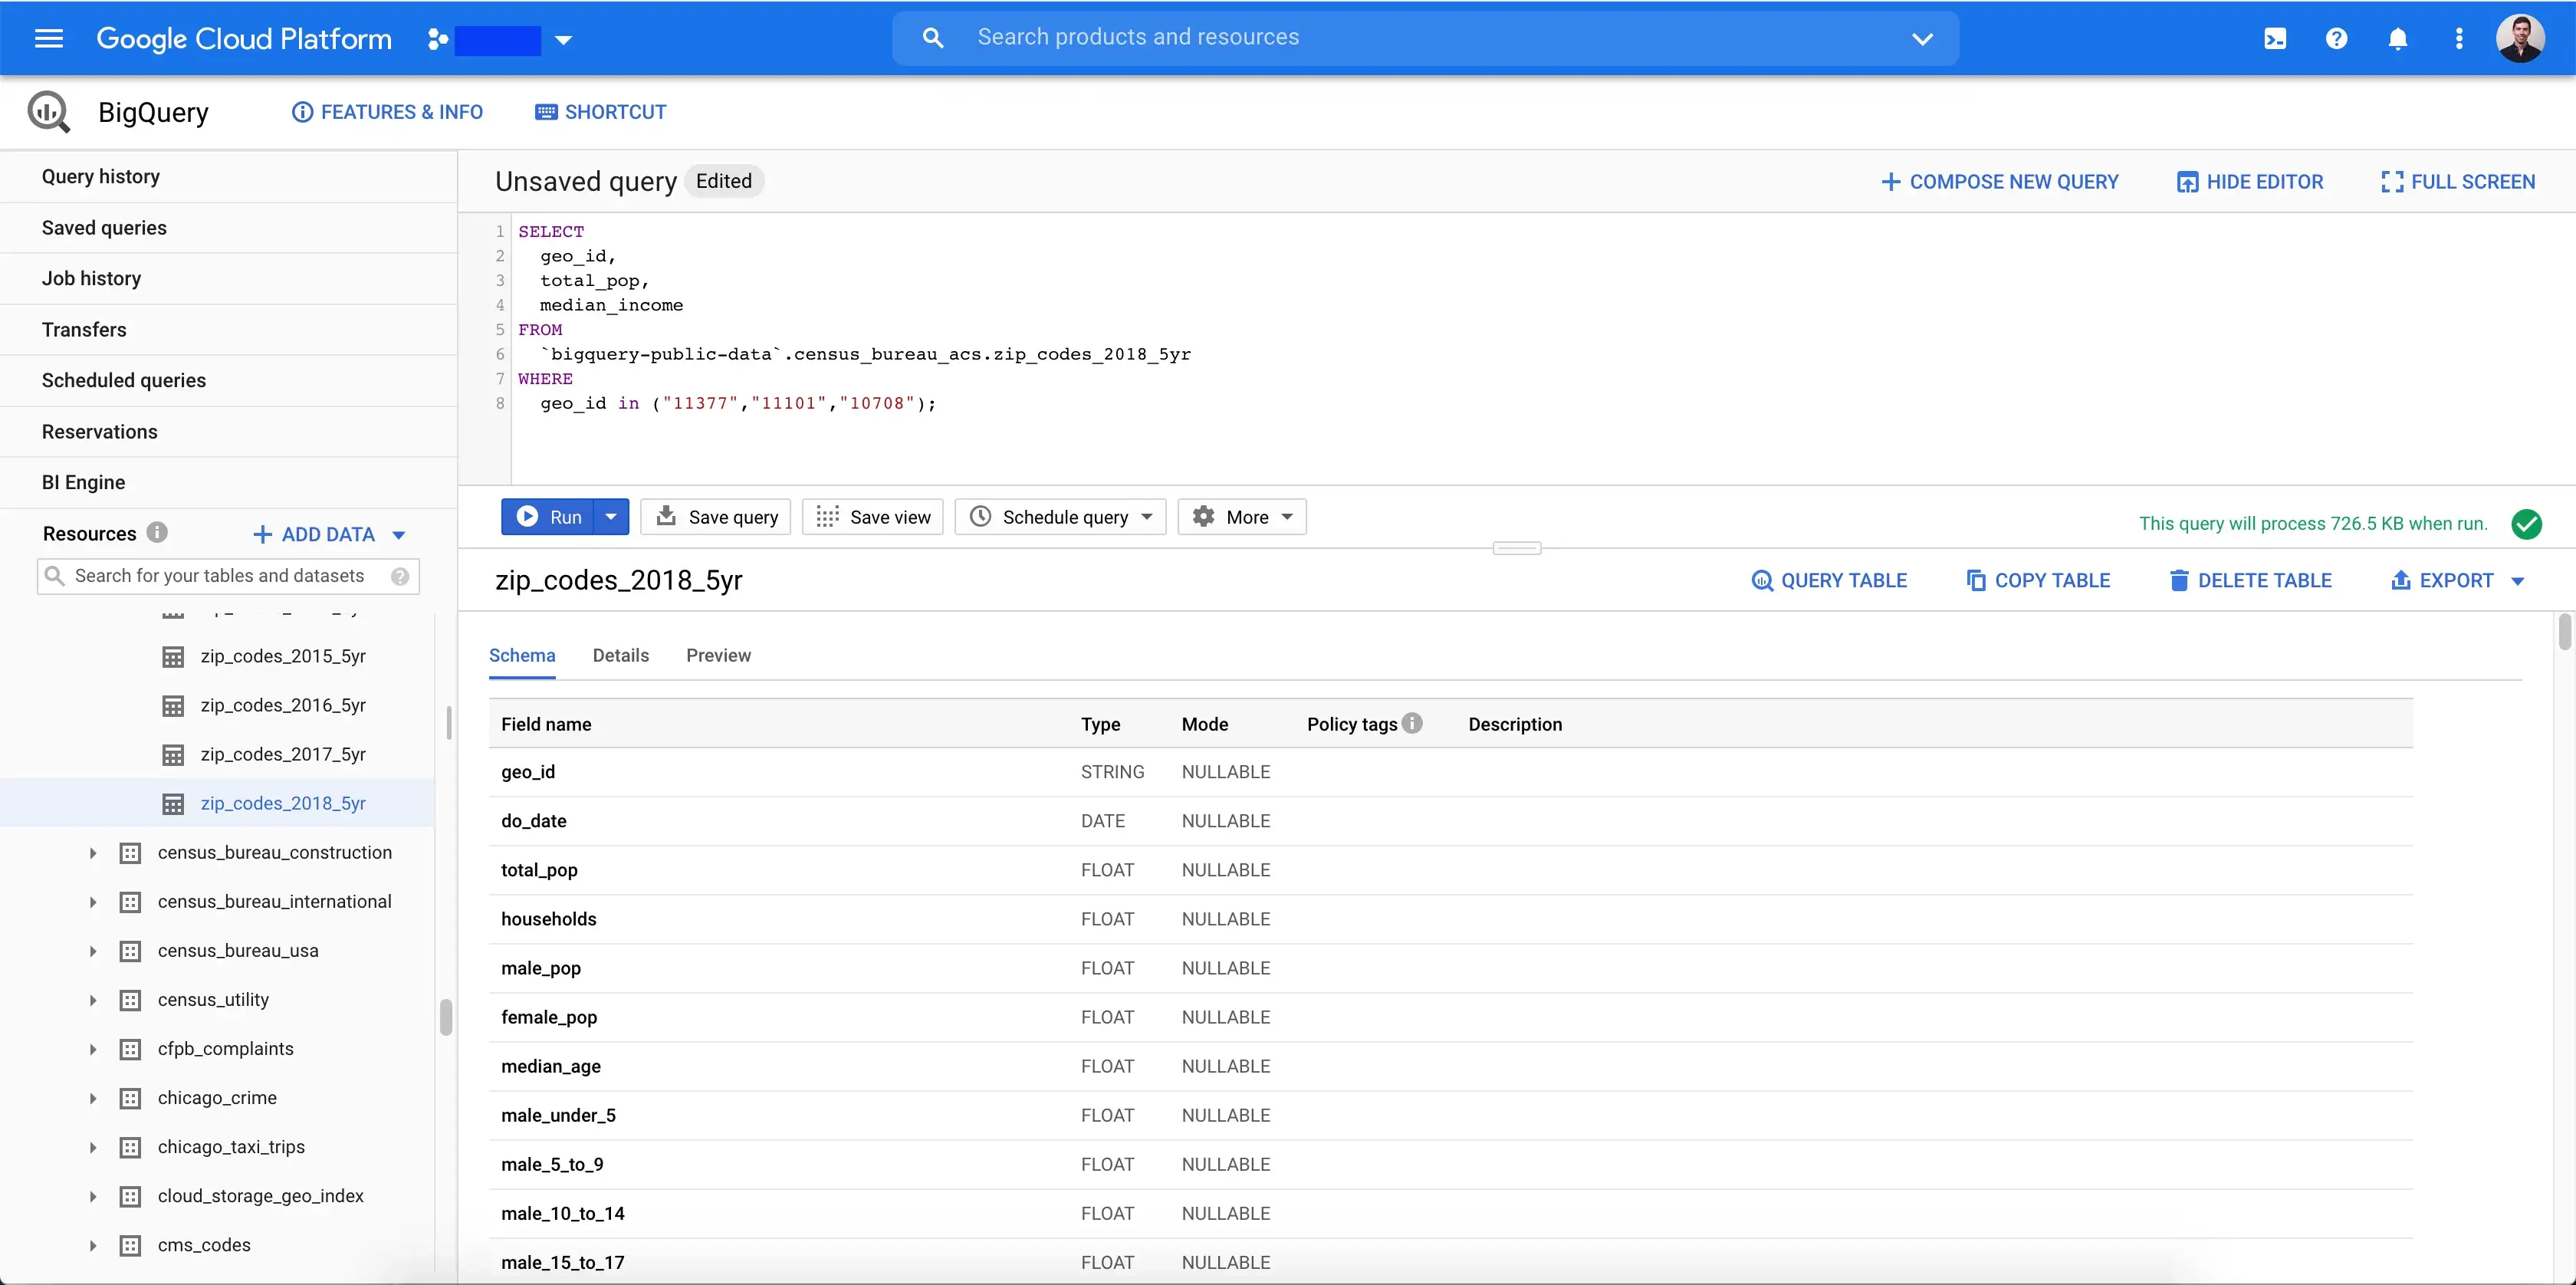 Google Cloud Platform
Search products and resources
BigQuery
FEATURES & INFO
SHORTCUT
Query history
Saved queries
Job history
Transfers
Scheduled queries
Reservations
BI Engine
Resources
ADD DATA
Search for your tables and datasets
zip_codes_2015_5yr
zip_codes_2016_5yr
zip_codes_2017_5yr
zip_codes_2018_5yr
census_bureau_construction
census_bureau_international
census_bureau_usa
census_utility
cfpb_complaints
chicago_crime
chicago_taxi_trips
cloud_storage_geo_index
cms_codes
Unsaved query Edited
COMPOSE NEW QUERY
HIDE EDITOR
FULL SCREEN
1 SELECT
2 geo_id,
3 total_pop,
4 median_income
5 FROM
6 `bigquery-public-data`.census_bureau_acs.zip_codes_2018_5yr
7 WHERE
8 geo_id in ("11377","11101","10708");
Run
Save query
Save view
Schedule query
More
This query will process 726.5 KB when run.
zip_codes_2018_5yr
QUERY TABLE
COPY TABLE
DELETE TABLE
EXPORT
Schema Details Preview
Field name Type Mode Policy tags Description
geo_id STRING NULLABLE
do_date DATE NULLABLE
total_pop FLOAT NULLABLE
households FLOAT NULLABLE
male_pop FLOAT NULLABLE
female_pop FLOAT NULLABLE
median_age FLOAT NULLABLE
male_under_5 FLOAT NULLABLE
male_5_to_9 FLOAT NULLABLE
male_10_to_14 FLOAT NULLABLE
male_15_to_17 FLOAT NULLABLE